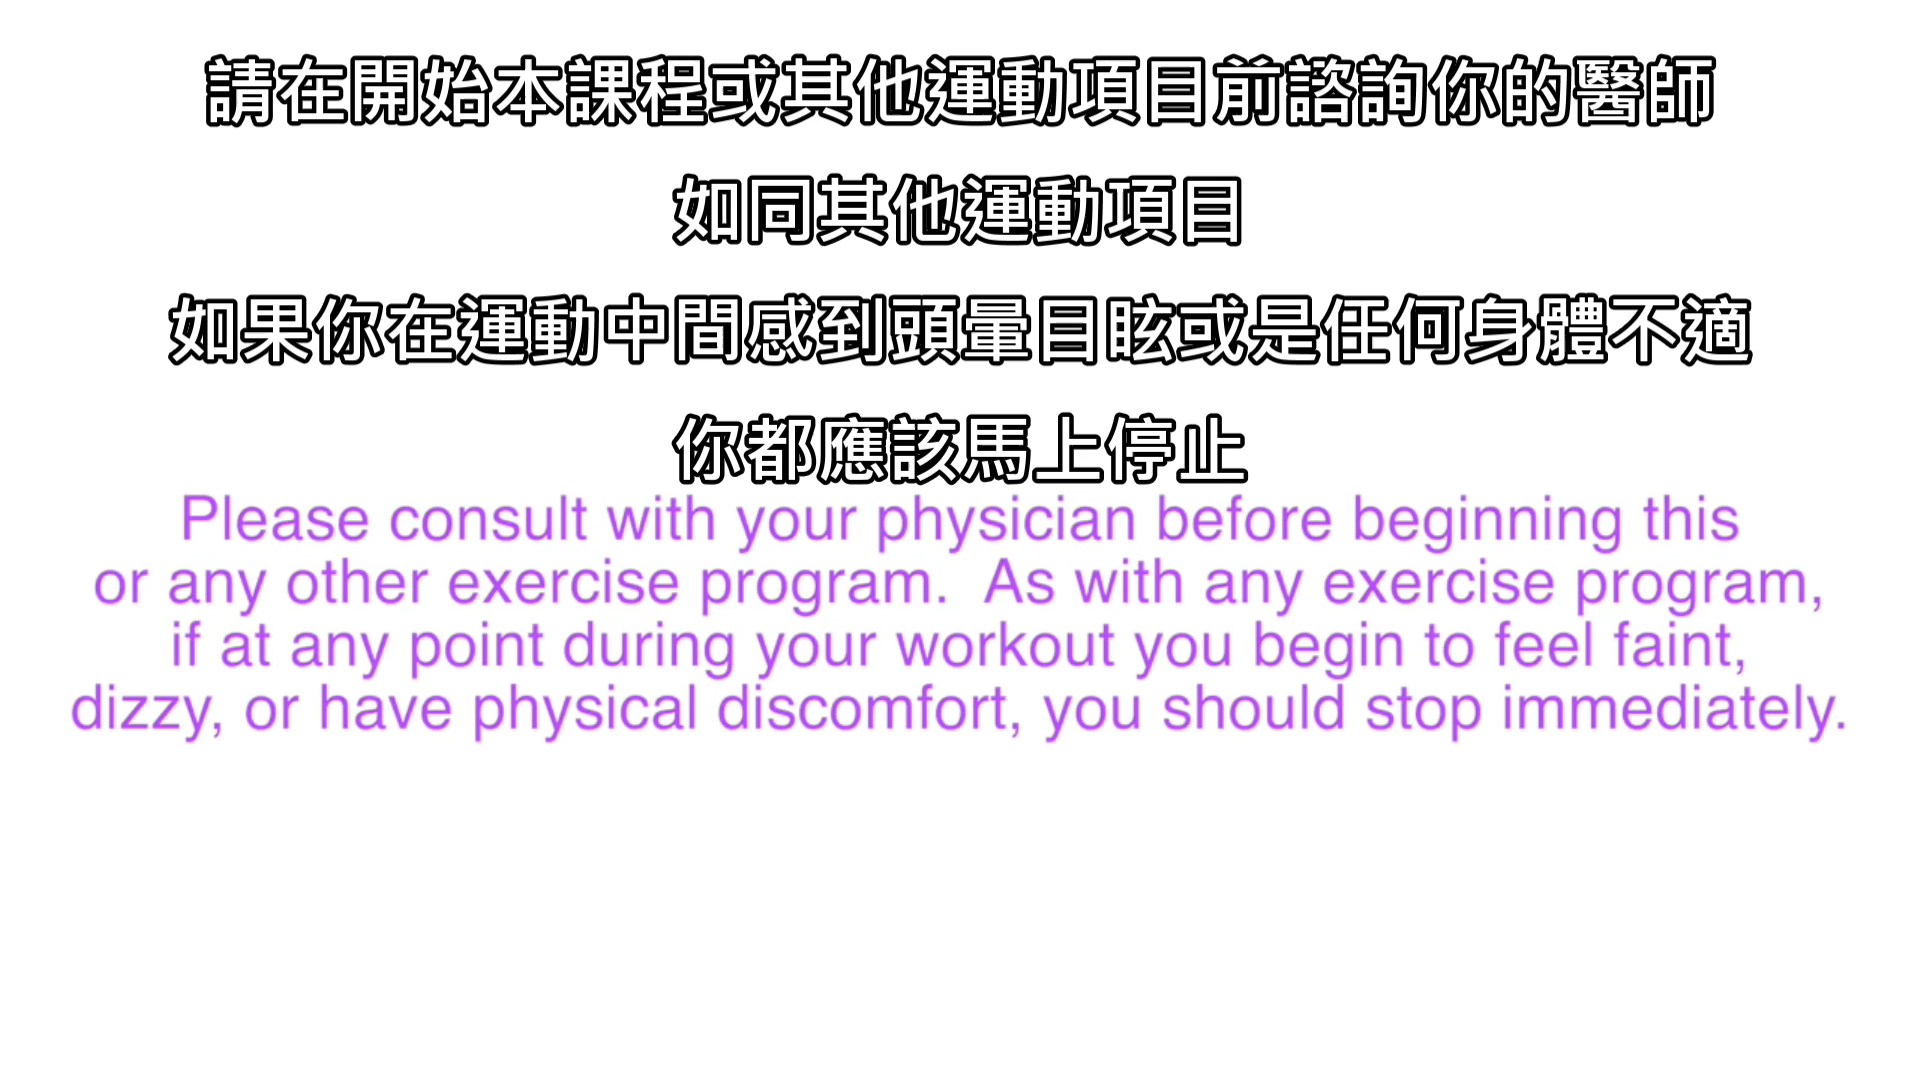 請在開始本課程或其他運動項目前諮詢你的醫師
如同其他運動項目
如果你在運動中間感到頭暈目眩或是任何身體不適
你都應該馬上停止
Please consult with your physician before beginning this
or any other exercise program.  As with any exercise program,
if at any point during your workout you begin to feel faint,
dizzy, or have physical discomfort, you should stop immediately.